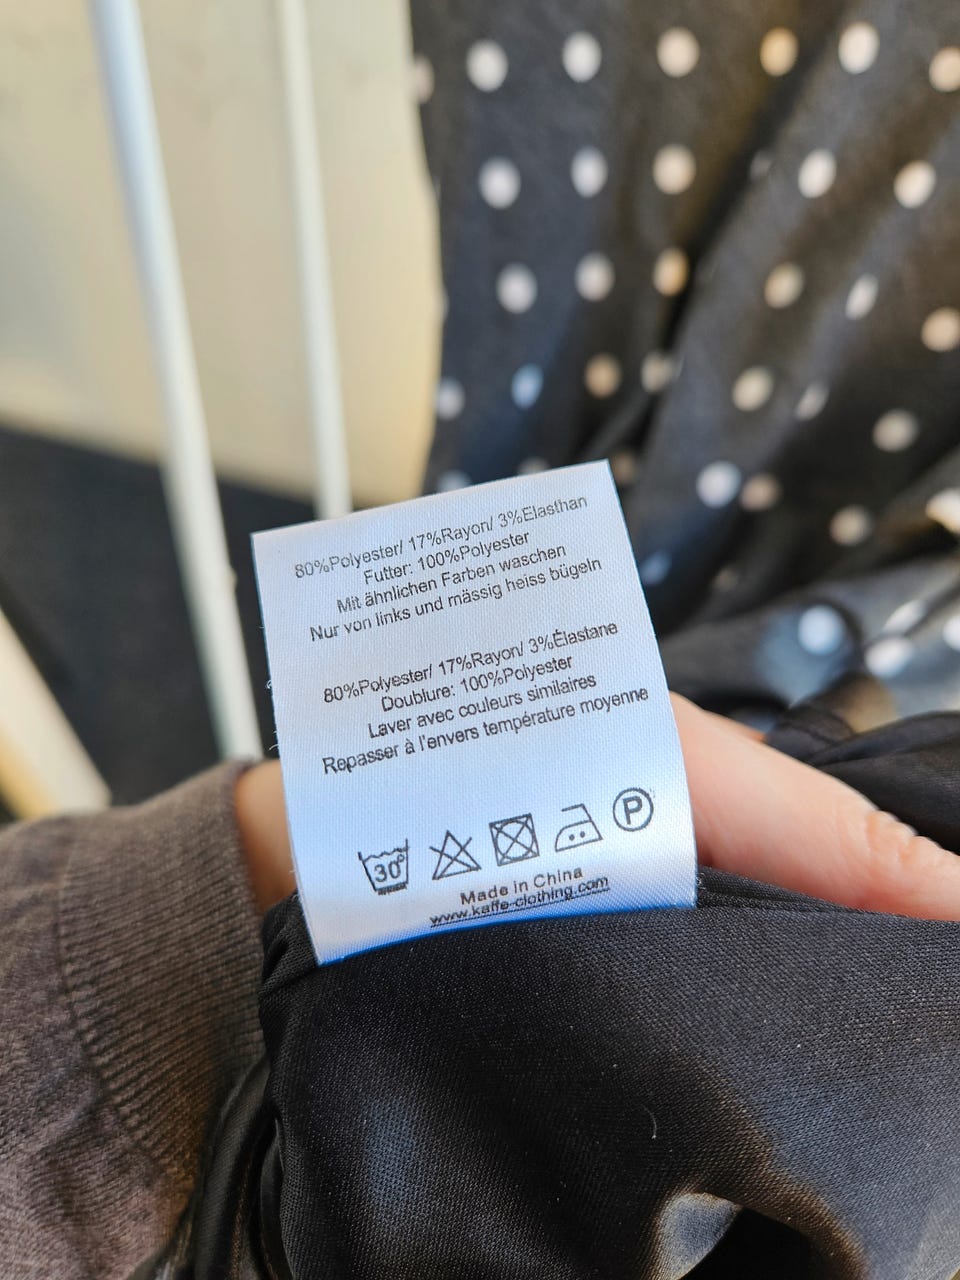 80%Polyester/ 17%Rayon/ 3%Elasthan
Futter: 100%Polyester
Mit ähnlichen Farben waschen
Nur von links und mässig heiss bügeln
80%Polyester/ 17%Rayon/ 3%Élastane
Doublure: 100%Polyester
Laver avec couleurs similaires
Repasser à l'envers température moyenne
30° P
Made in China
www.kaffe-clothing.com